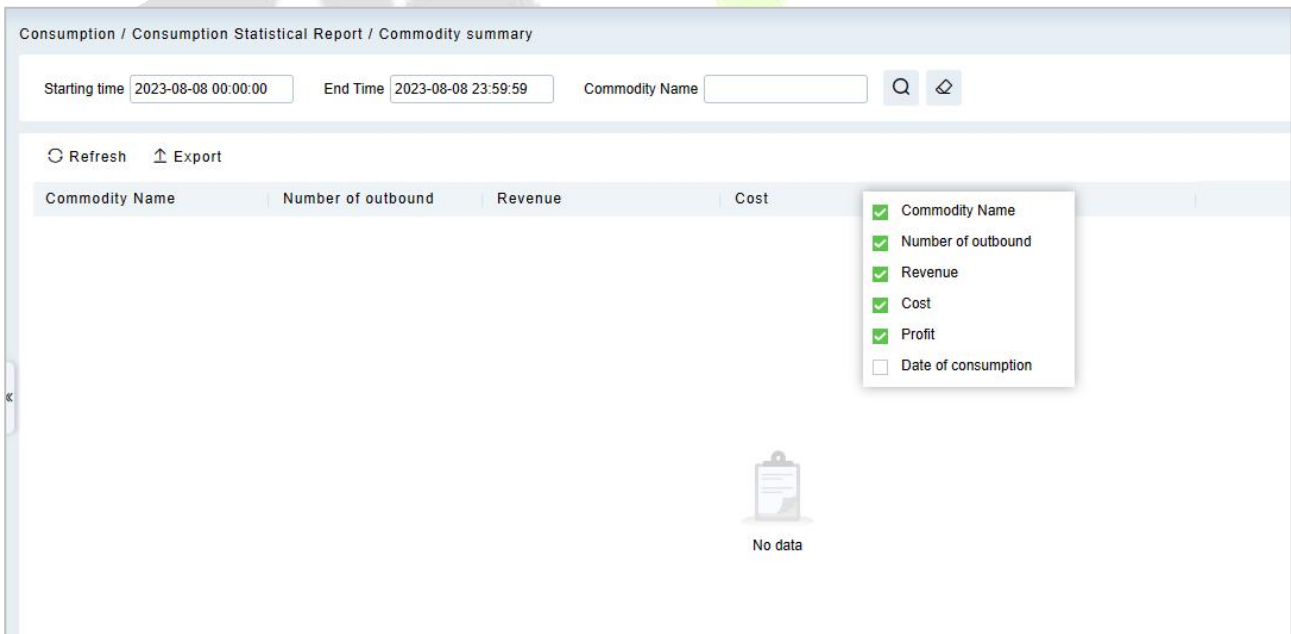 Consumption / Consumption Statistical Report / Commodity summary
Starting time 2023-08-08 00:00:00 End Time 2023-08-08 23:59:59 Commodity Name
Refresh Export
Commodity Name Number of outbound Revenue Cost
Commodity Name
Number of outbound
Revenue
Cost
Profit
Date of consumption
No data